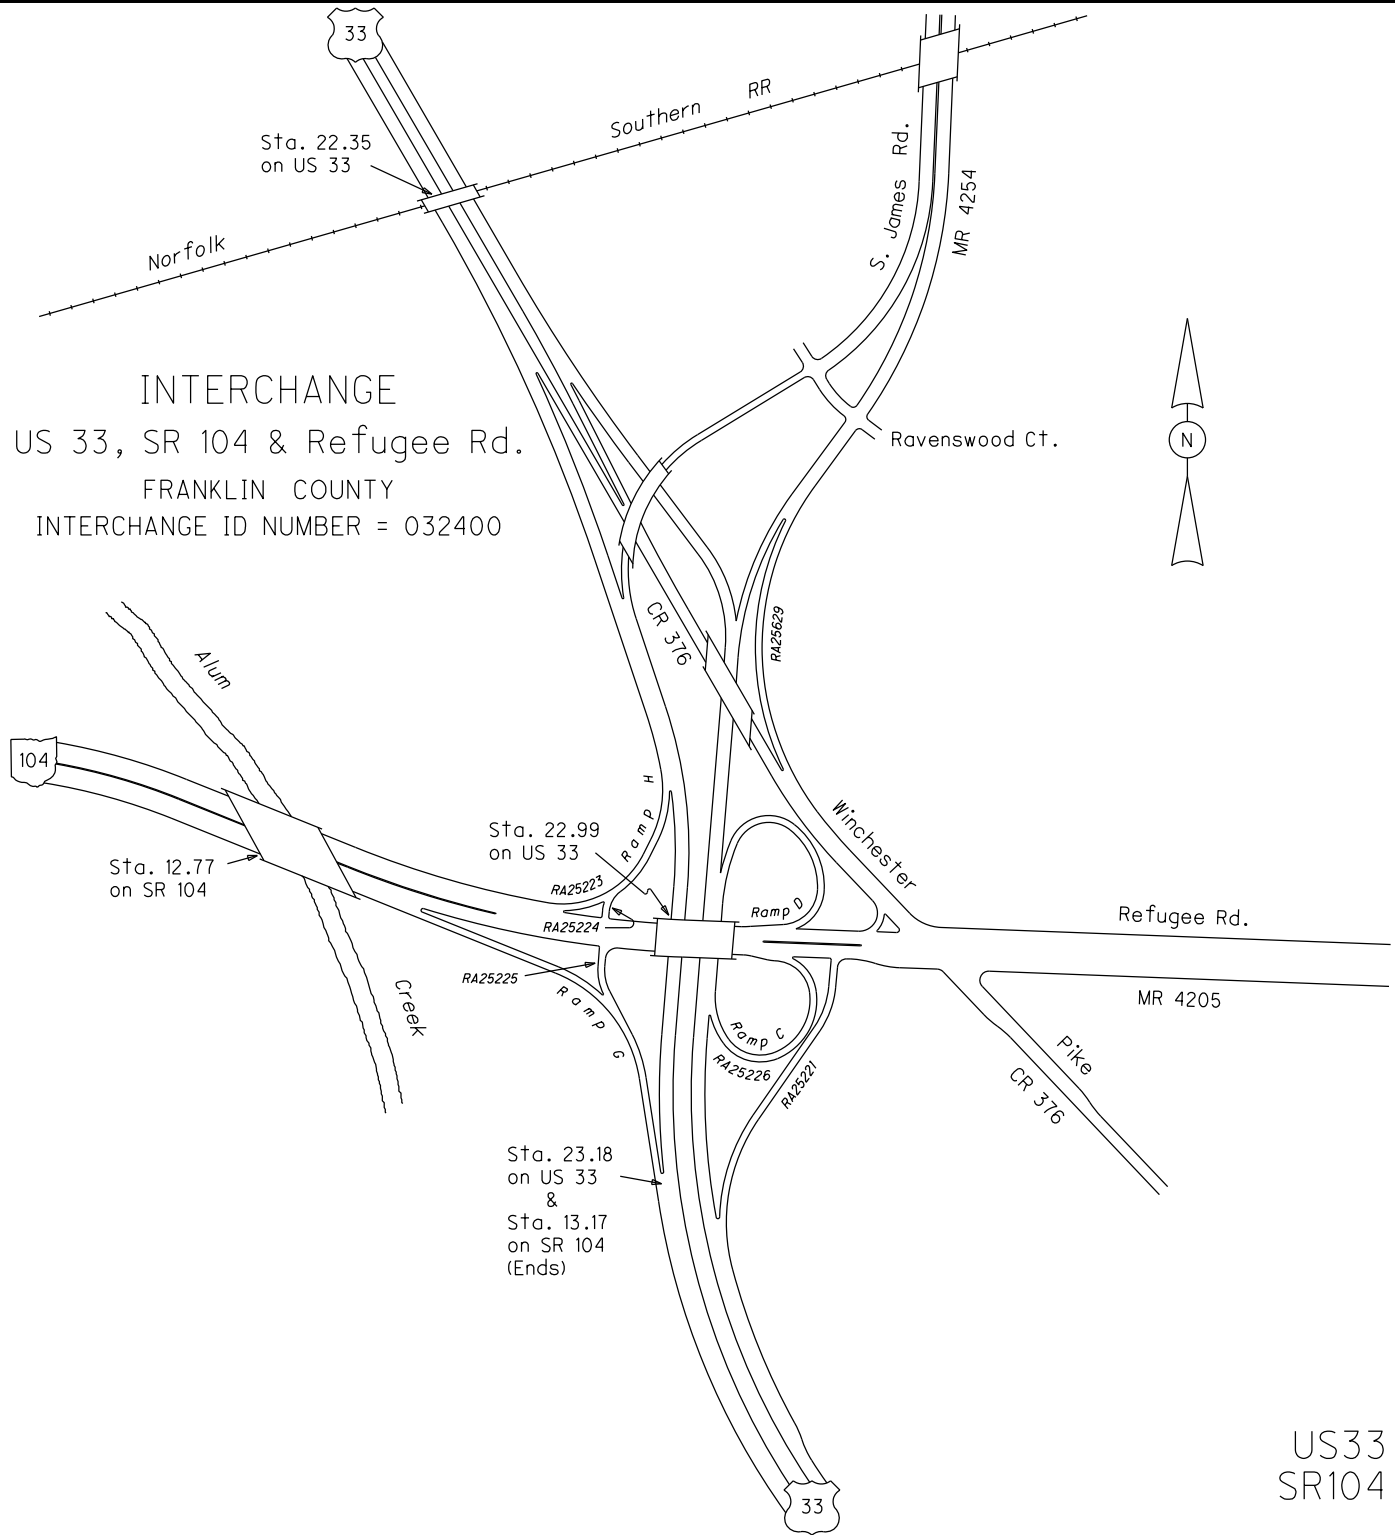 33
Sta. 22.35
on US 33
Norfolk Southern RR
S. James Rd.
MR 4254
INTERCHANGE
US 33, SR 104 & Refugee Rd.
FRANKLIN COUNTY
INTERCHANGE ID NUMBER = 032400
Ravenswood Ct.
N
CR 376
RA25629
Alum
104
Ramp H
Winchester
Sta. 22.99
on US 33
Sta. 12.77
on SR 104
RA25223
Ramp D
Refugee Rd.
RA25224
RA25225
Ramp G
Creek
Ramp C
MR 4205
RA25226
RA25221
Pike
CR 376
Sta. 23.18
on US 33
&
Sta. 13.17
on SR 104
(Ends)
US33
SR104
33